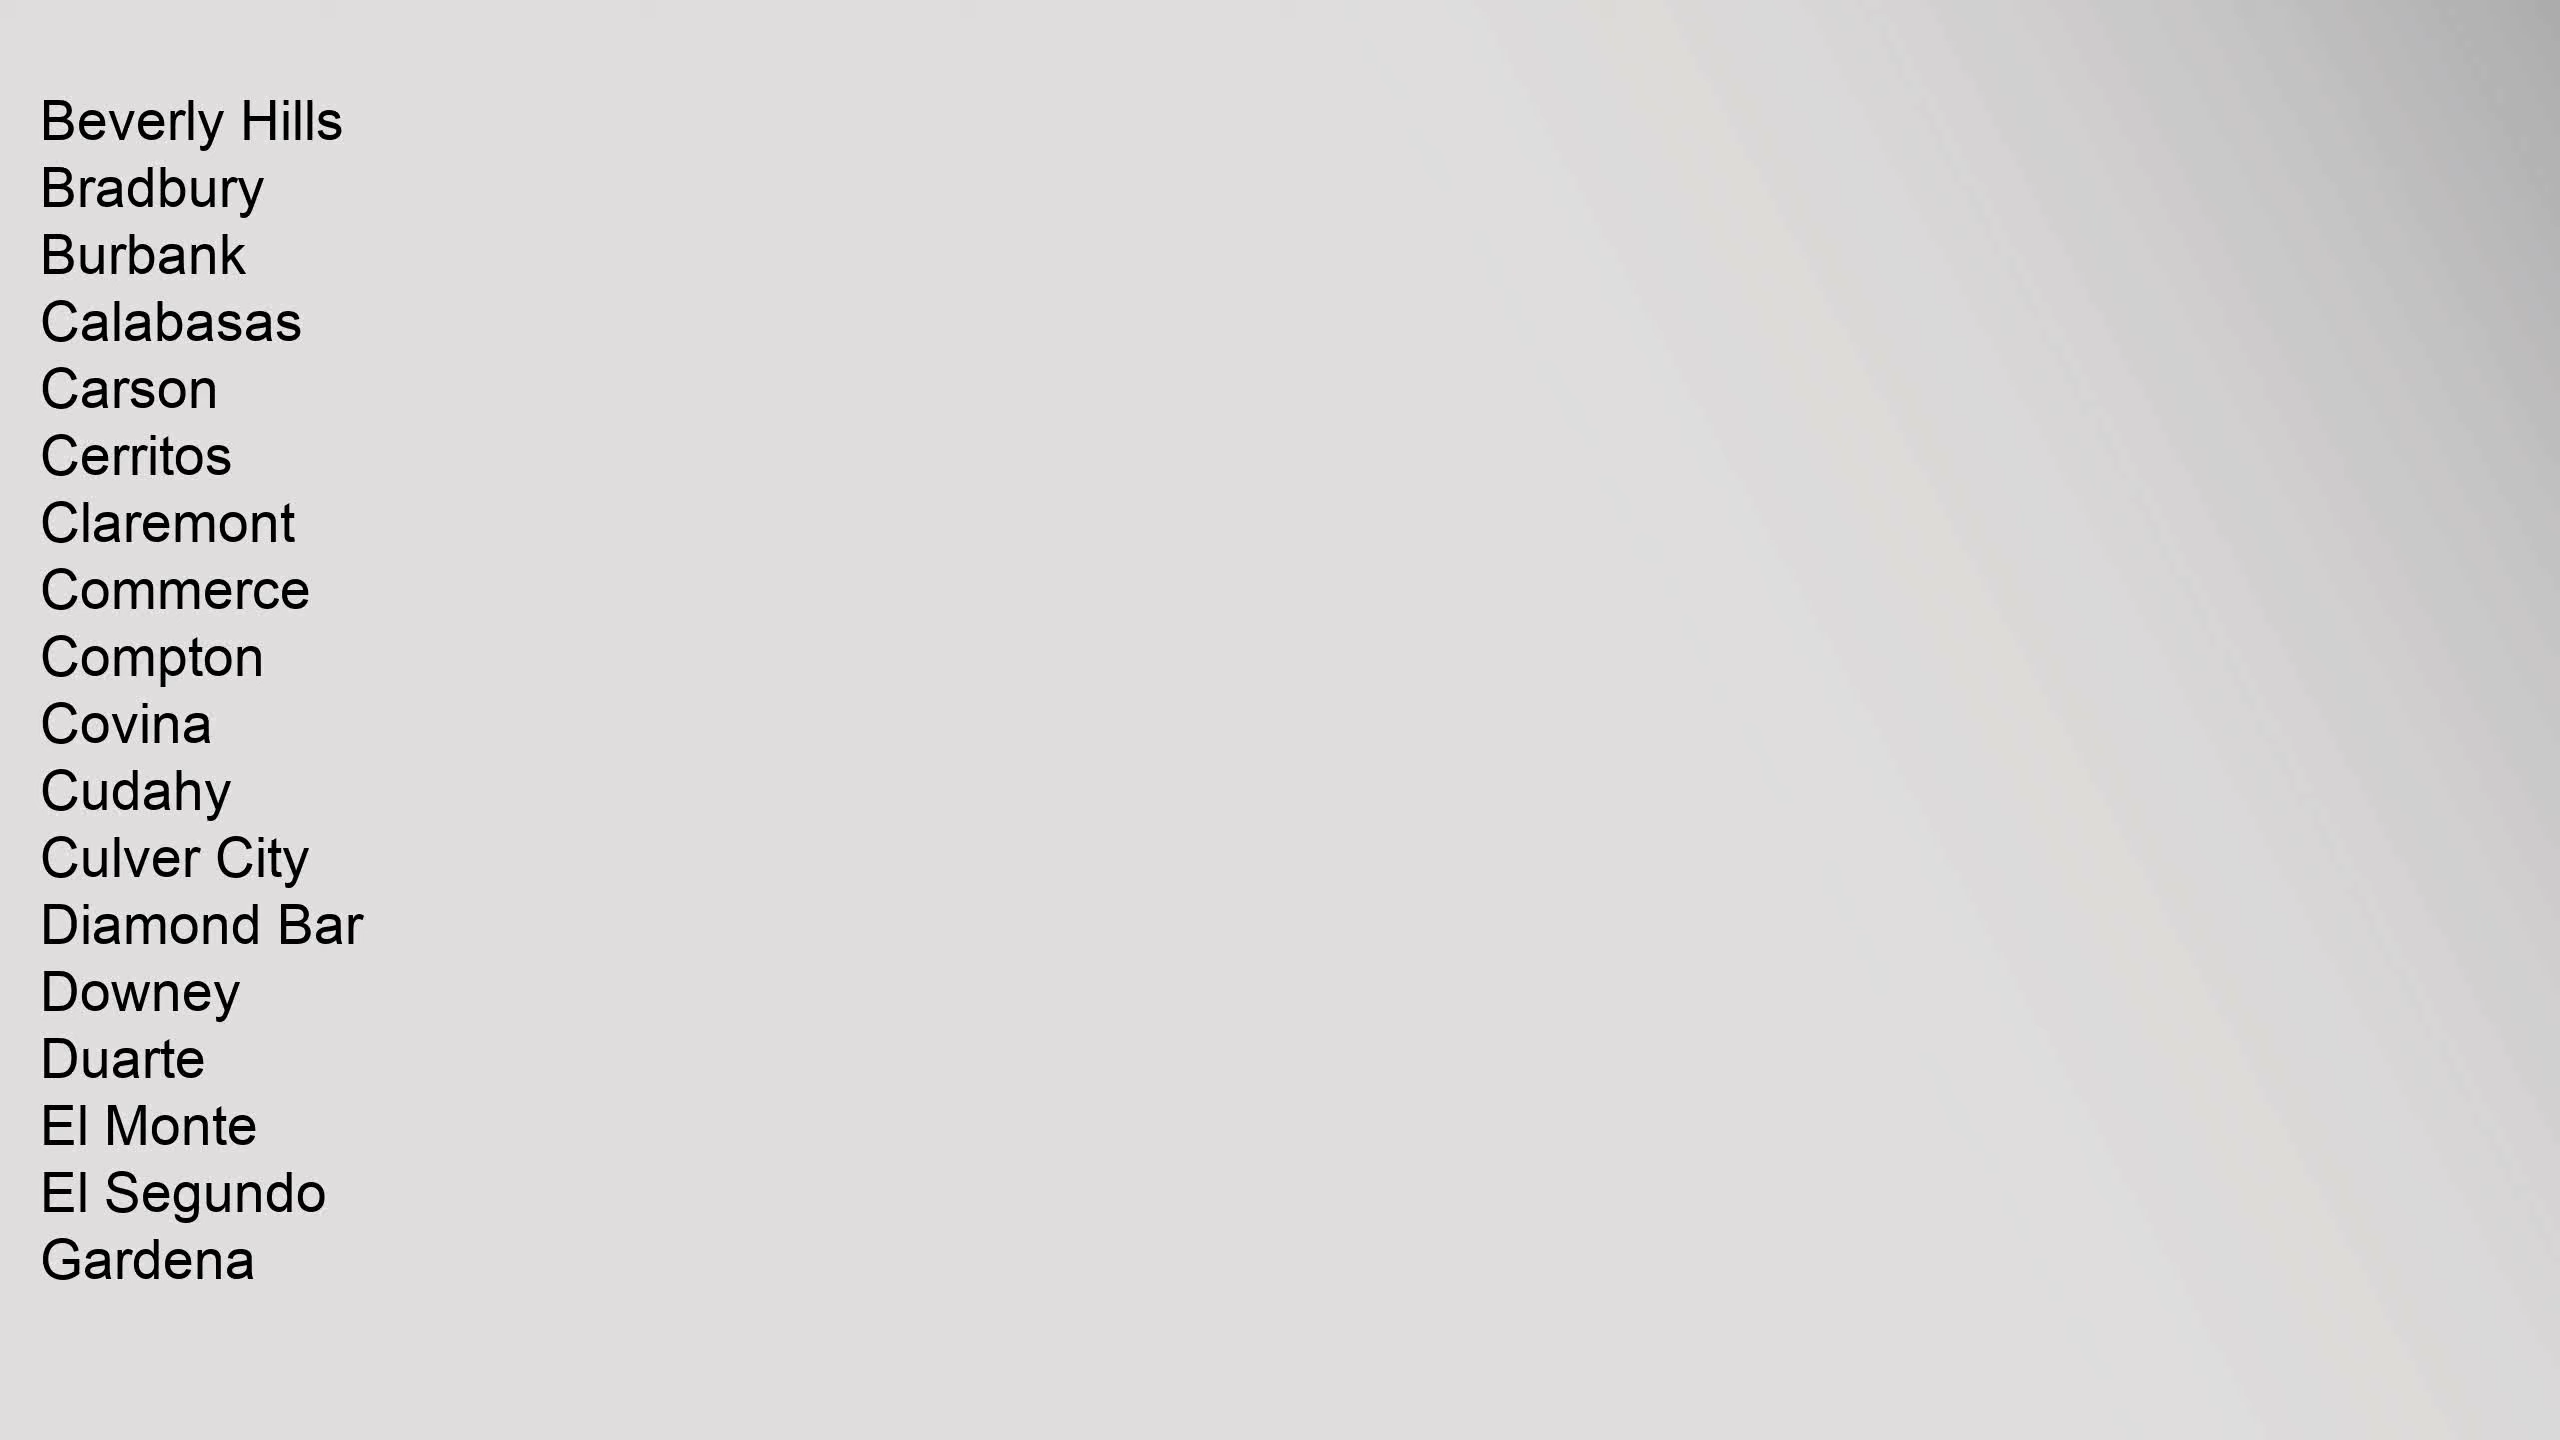 Beverly Hills
Bradbury
Burbank
Calabasas
Carson
Cerritos
Claremont
Commerce
Compton
Covina
Cudahy
Culver City
Diamond Bar
Downey
Duarte
El Monte
El Segundo
Gardena